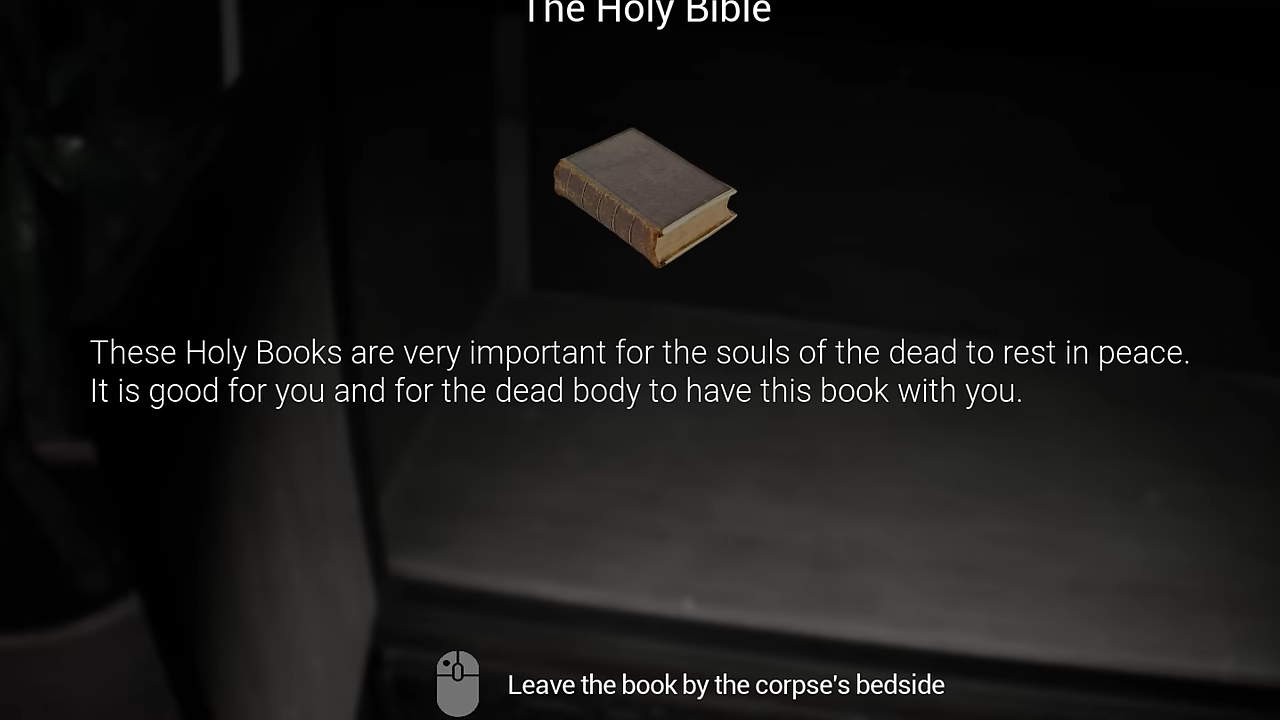 The Holy Bible
These Holy Books are very important for the souls of the dead to rest in peace.
It is good for you and for the dead body to have this book with you.
Leave the book by the corpse's bedside